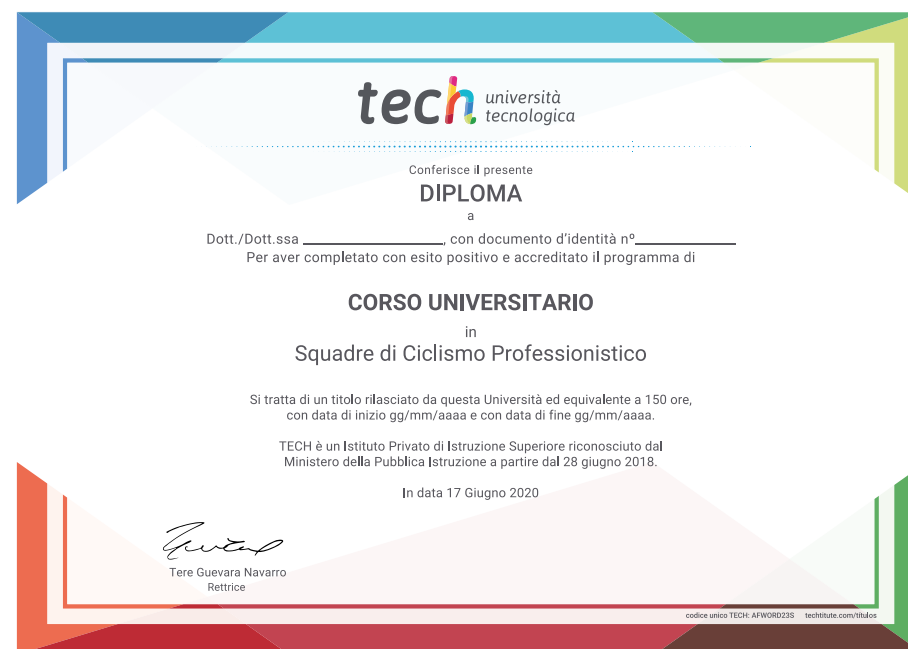 tech università
tecnologica
Conferisce il presente
DIPLOMA
a
Dott./Dott.ssa ____________________, con documento d'identità nº______________
Per aver completato con esito positivo e accreditato il programma di
CORSO UNIVERSITARIO
in
Squadre di Ciclismo Professionistico
Si tratta di un titolo rilasciato da questa Università ed equivalente a 150 ore,
con data di inizio gg/mm/aaaa e con data di fine gg/mm/aaaa.
TECH è un Istituto Privato di Istruzione Superiore riconosciuto dal
Ministero della Pubblica Istruzione a partire dal 28 giugno 2018.
In data 17 Giugno 2020
Tere Guevara Navarro
Rettrice
codice unico TECH: AFWORD23S techtitute.com/titulos